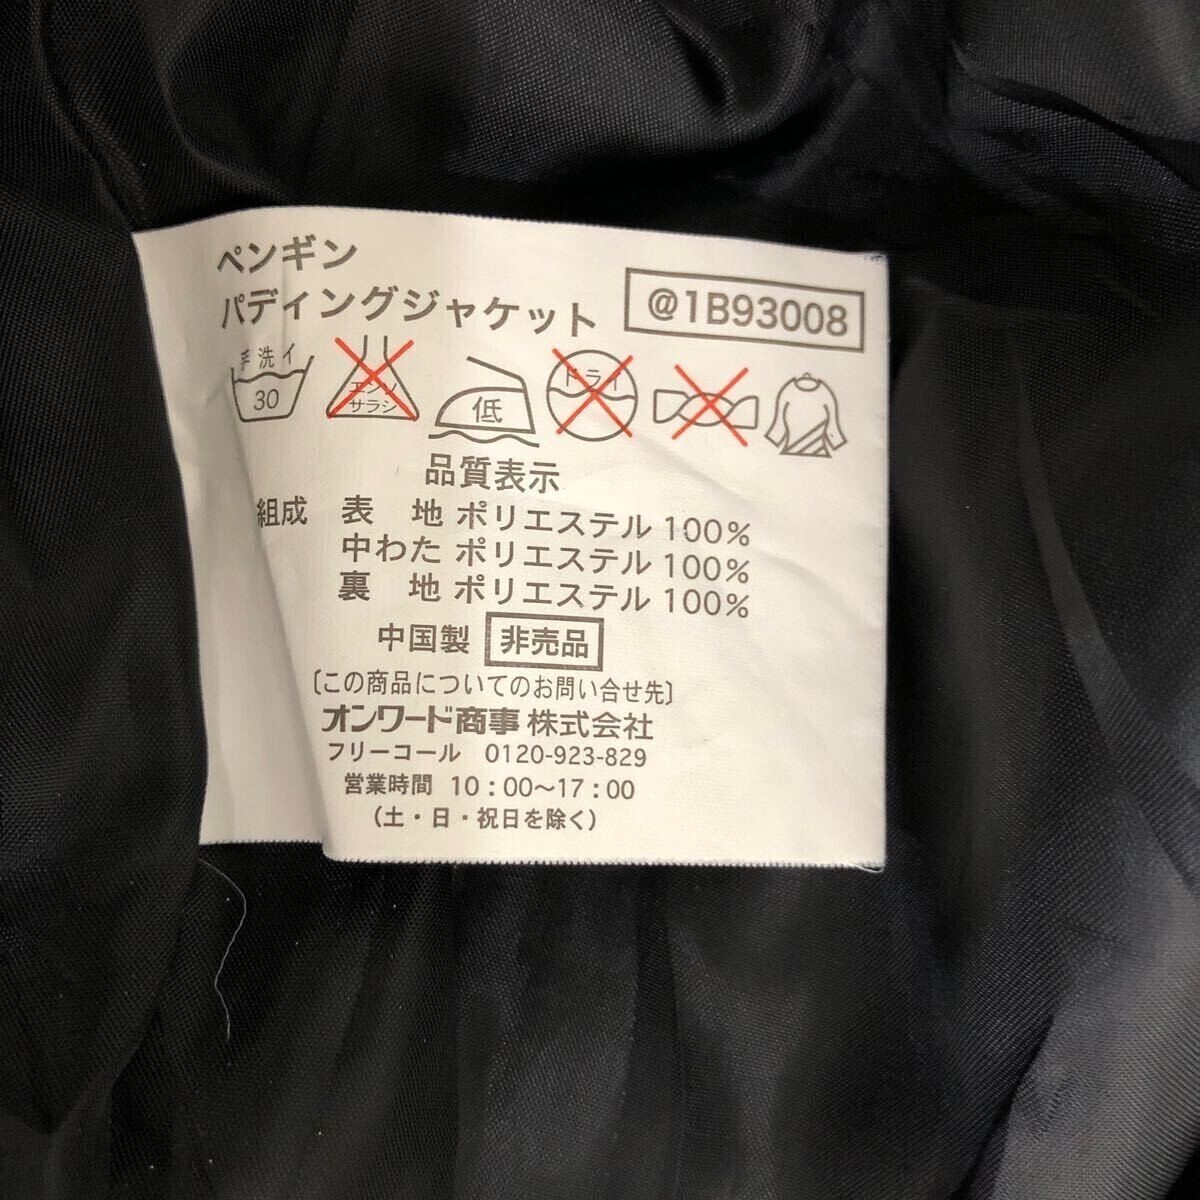 ペンギン
パディングジャケット
@1B93008
手洗イ
30
エンソ
サラシ
低
ドライ
品質表示
組成 表 地 ポリエステル 100%
中わた ポリエステル 100%
裏 地 ポリエステル 100%
中国製 非売品
〔この商品についてのお問い合せ先〕
オンワード商事 株式会社
フリーコール 0120-923-829
営業時間 10:00〜17:00
(土・日・祝日を除く)